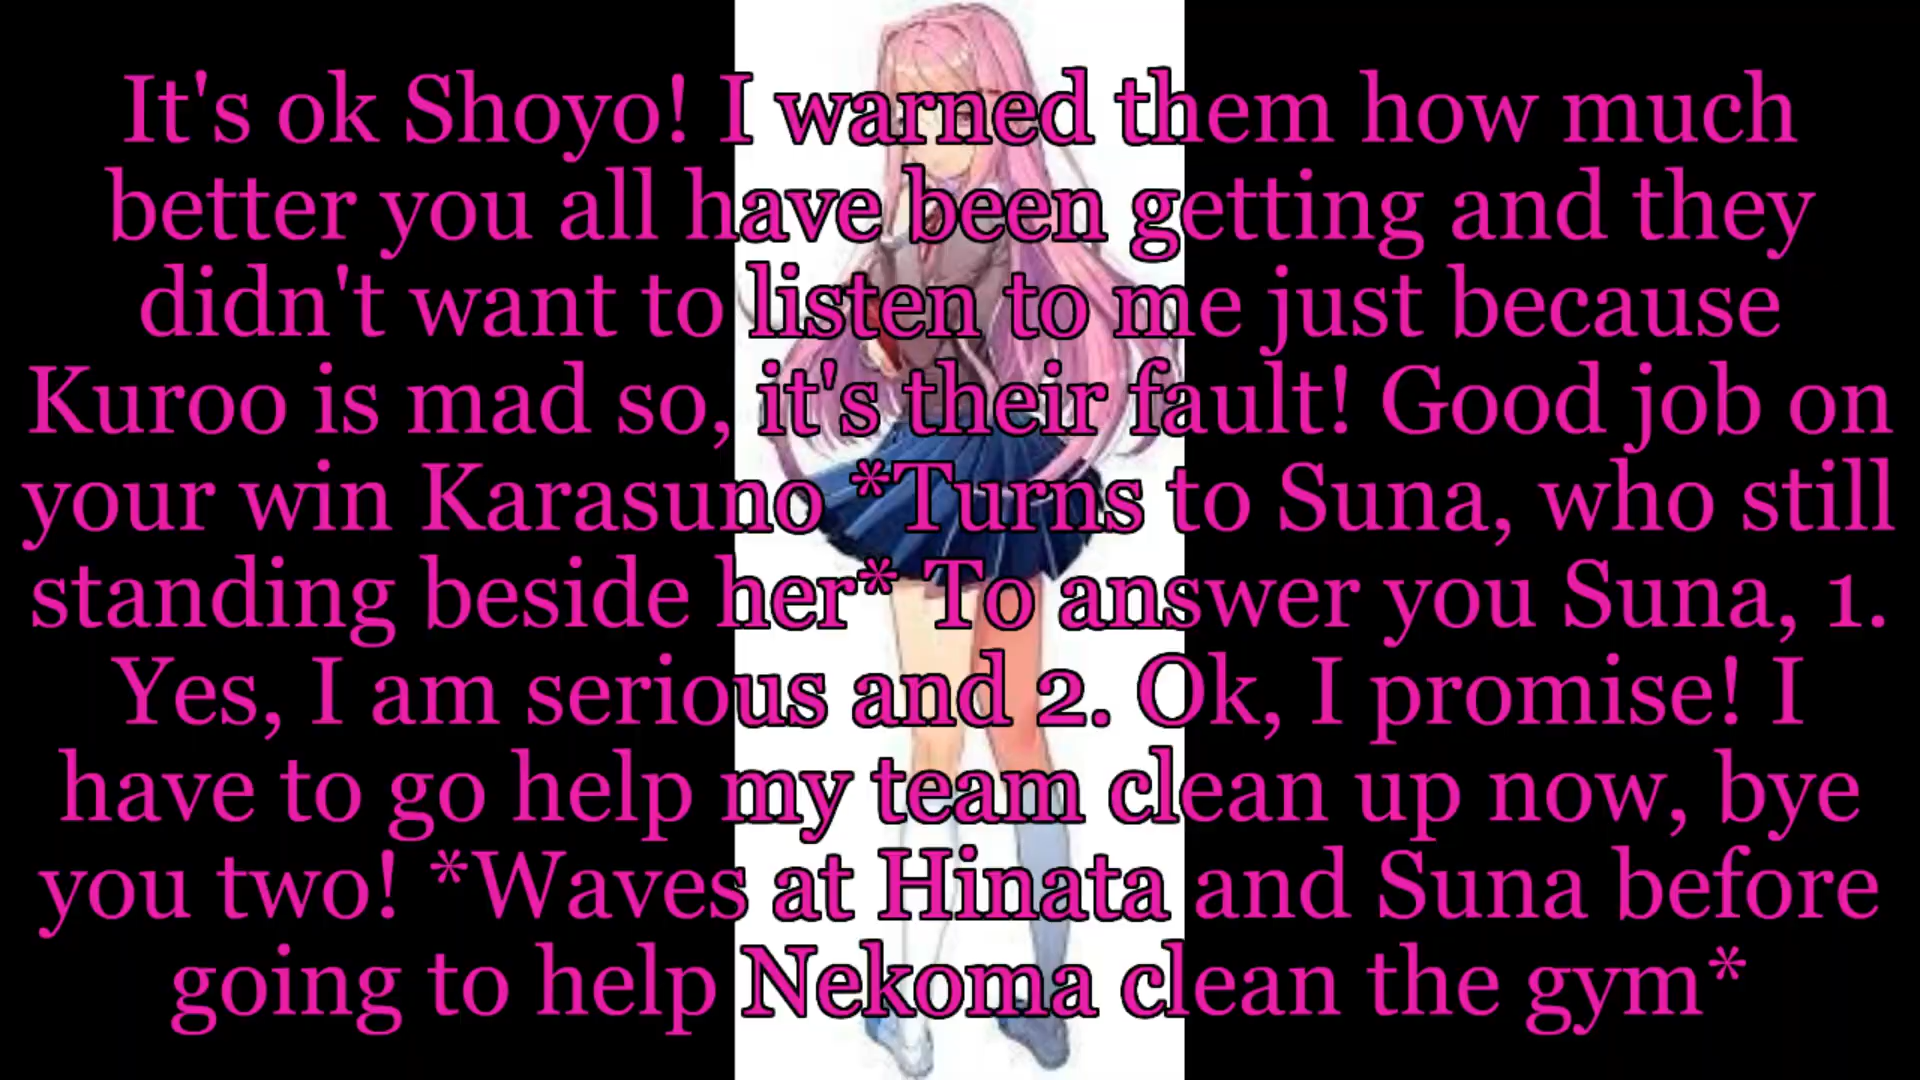 It's ok Shoyo! I warned them how much
better you all have been getting and they
didn't want to listen to me just because
Kuroo is mad so, it's their fault! Good job on
your win Karasuno *Turns to Suna, who still
standing beside her* To answer you Suna, 1.
Yes, I am serious and 2. Ok, I promise! I
have to go help my team clean up now, bye
you two! *Waves at Hinata and Suna before
going to help Nekoma clean the gym*